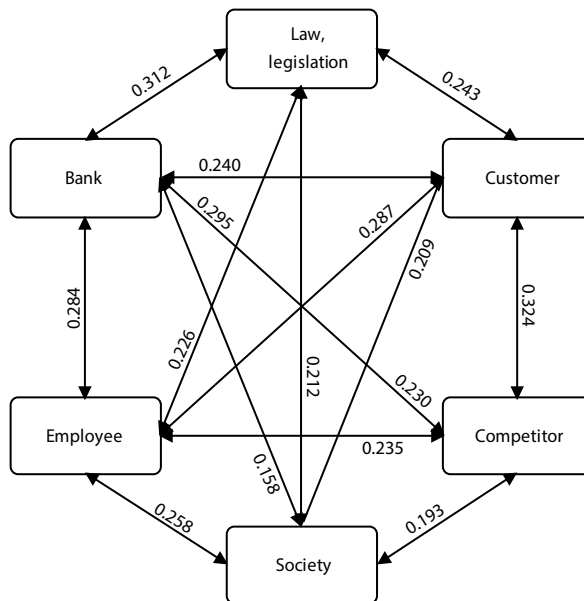 Law,
legislation
0.312
0.243
Bank
0.240
Customer
0.295
0.287
0.209
0.284
0.324
0.226
0.212
0.230
Employee
0.235
Competitor
0.158
0.258
0.193
Society